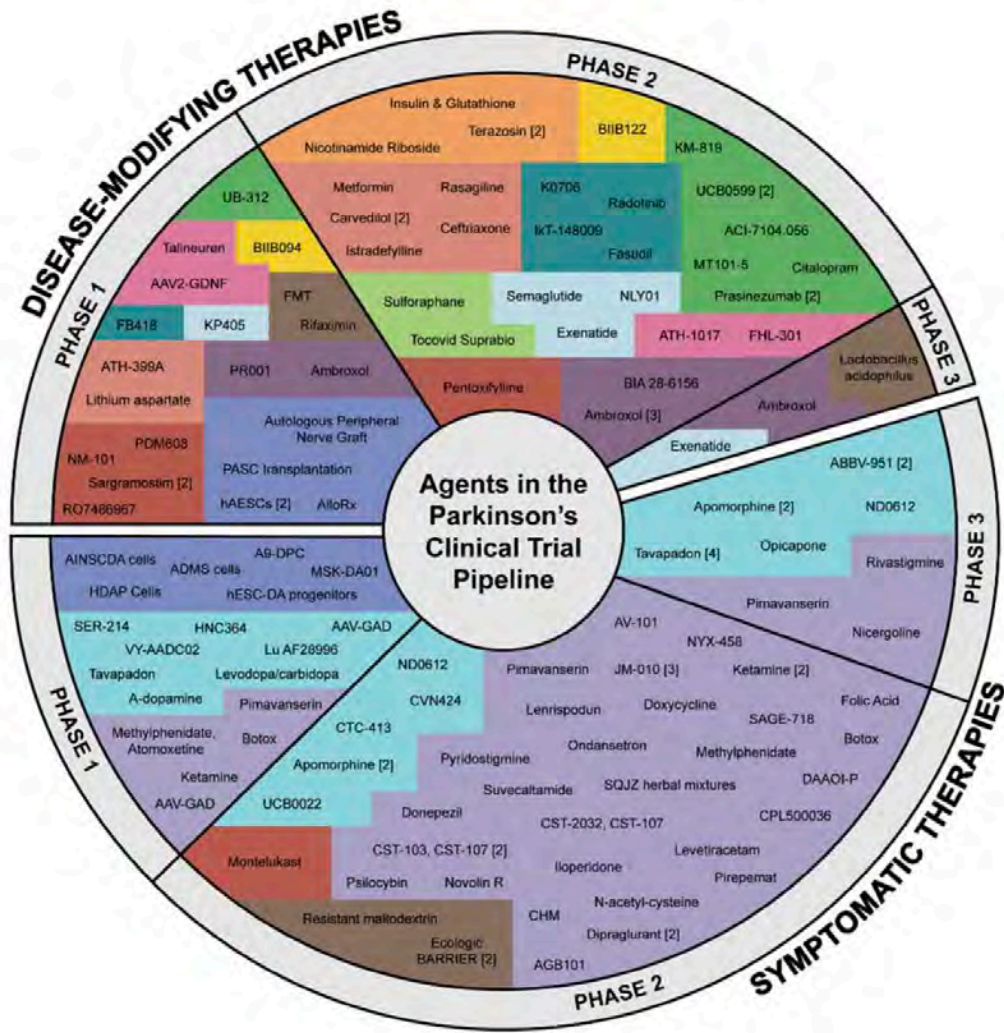 DISEASE-MODIFYING THERAPIES
PHASE 1
UB-312
Talineuren
BIIB094
AAV2-GDNF
FMT
Rifaximin
FB418
KP405
ATH-399A
Lithium aspartate
PR001
Ambroxol
PDM608
NM-101
Sargramostim [2]
RO7486967
Autologous Peripheral
Nerve Graft
PASC transplantation
hAESCs [2]
AlloRx
PHASE 2
Insulin & Glutathione
Terazosin [2]
Nicotinamide Riboside
BIIB122
KM-819
Metformin
Rasagiline
Carvedilol [2]
Ceftriaxone
Istradefylline
K0706
Radotinib
IkT-148009
Fasudil
UCB0599 [2]
ACI-7104.056
MT101-5
Citalopram
Prasinezumab [2]
Sulforaphane
Tocovid Suprabio
Semaglutide
NLY01
Exenatide
ATH-1017
FHL-301
Pentoxifylline
BIA 28-6156
Ambroxol [3]
PHASE 3
Lactobacillus
acidophilus
Ambroxol
Exenatide
Agents in the
Parkinson's
Clinical Trial
Pipeline
SYMPTOMATIC THERAPIES
PHASE 3
ABBV-951 [2]
Apomorphine [2]
ND0612
Tavapadon [4]
Opicapone
Rivastigmine
Pimavanserin
Nicergoline
PHASE 1
AINSCDA cells
A9-DPC
ADMS cells
MSK-DA01
HDAP Cells
hESC-DA progenitors
SER-214
HNC364
AAV-GAD
VY-AADC02
Lu AF28996
Tavapadon
Levodopa/carbidopa
A-dopamine
Pimavanserin
Methylphenidate,
Atomoxetine
Botox
Ketamine
AAV-GAD
PHASE 2
ND0612
CVN424
CTC-413
Apomorphine [2]
UCB0022
Montelukast
Resistant maltodextrin
Ecologic
BARRIER [2]
AV-101
NYX-458
Pimavanserin
JM-010 [3]
Ketamine [2]
Lenrispodun
Doxycycline
SAGE-718
Folic Acid
Botox
Ondansetron
Methylphenidate
Pyridostigmine
Suvecaltamide
SQJZ herbal mixtures
DAAOI-P
Donepezil
CST-2032, CST-107
CPL500036
CST-103, CST-107 [2]
Iloperidone
Levetiracetam
Pirepemat
Psilocybin
Novolin R
N-acetyl-cysteine
CHM
Dipraglurant [2]
AGB101